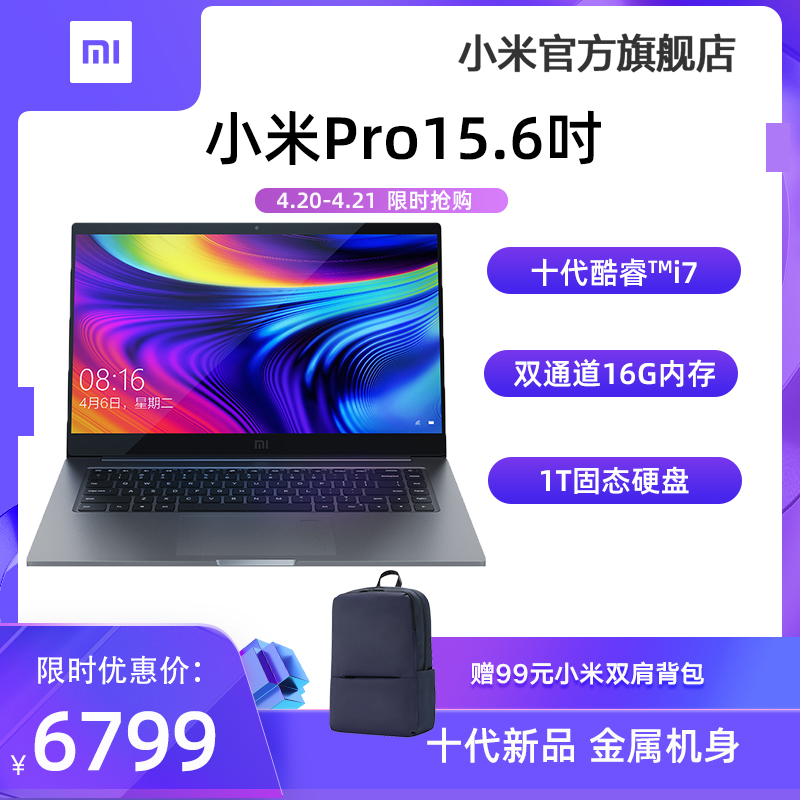 小米官方旗舰店
小米Pro15.6吋
4.20-4.21 限时抢购
十代酷睿™i7
08:16
4月6日，星期二
双通道16G内存
mi
1T固态硬盘
限时优惠价：
¥6799
赠99元小米双肩背包
十代新品 金属机身